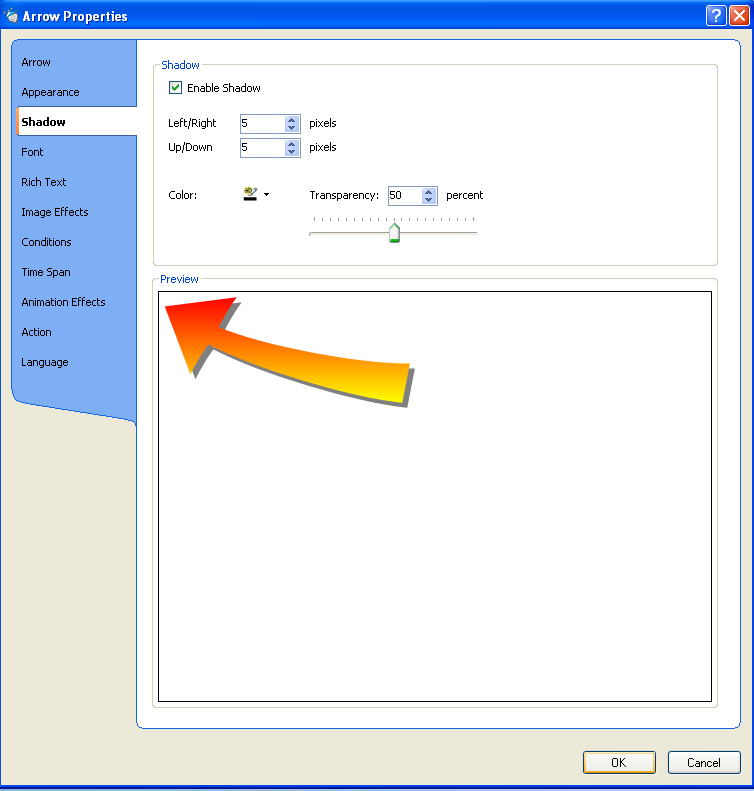 Arrow Properties
Arrow
Appearance
Shadow
Font
Rich Text
Image Effects
Conditions
Time Span
Animation Effects
Action
Language
Shadow
Enable Shadow
Left/Right 5 pixels
Up/Down 5 pixels
Color: Transparency: 50 percent
Preview
OK Cancel